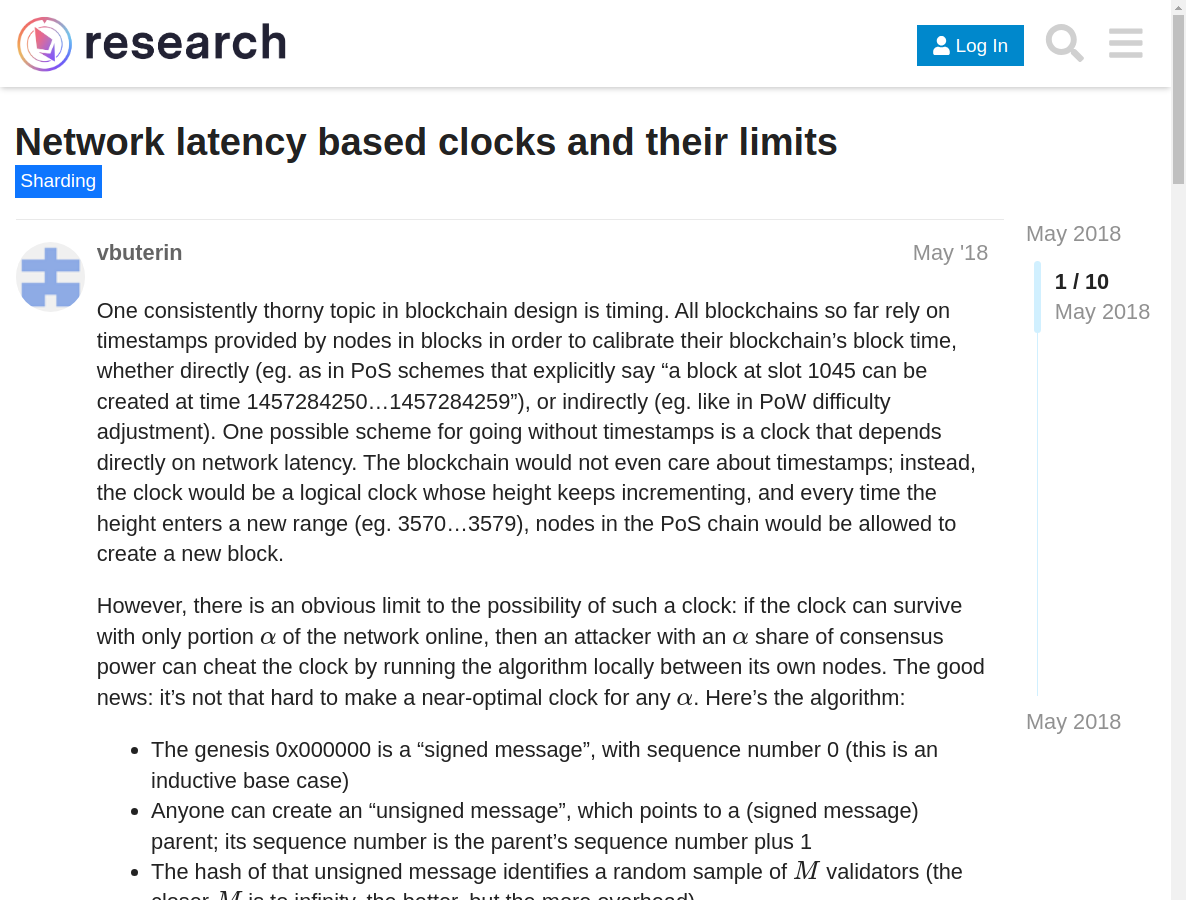 research
Log In
Network latency based clocks and their limits
Sharding
vbuterin
May '18
May 2018
1 / 10
May 2018
One consistently thorny topic in blockchain design is timing. All blockchains so far rely on
timestamps provided by nodes in blocks in order to calibrate their blockchain’s block time,
whether directly (eg. as in PoS schemes that explicitly say “a block at slot 1045 can be
created at time 1457284250…1457284259”), or indirectly (eg. like in PoW difficulty
adjustment). One possible scheme for going without timestamps is a clock that depends
directly on network latency. The blockchain would not even care about timestamps; instead,
the clock would be a logical clock whose height keeps incrementing, and every time the
height enters a new range (eg. 3570…3579), nodes in the PoS chain would be allowed to
create a new block.
However, there is an obvious limit to the possibility of such a clock: if the clock can survive
with only portion α of the network online, then an attacker with an α share of consensus
power can cheat the clock by running the algorithm locally between its own nodes. The good
news: it’s not that hard to make a near-optimal clock for any α. Here’s the algorithm:
May 2018
• The genesis 0x000000 is a “signed message”, with sequence number 0 (this is an
inductive base case)
• Anyone can create an “unsigned message”, which points to a (signed message)
parent; its sequence number is the parent’s sequence number plus 1
• The hash of that unsigned message identifies a random sample of M validators (the
closer M is to infinity, the better, but the more overhead)